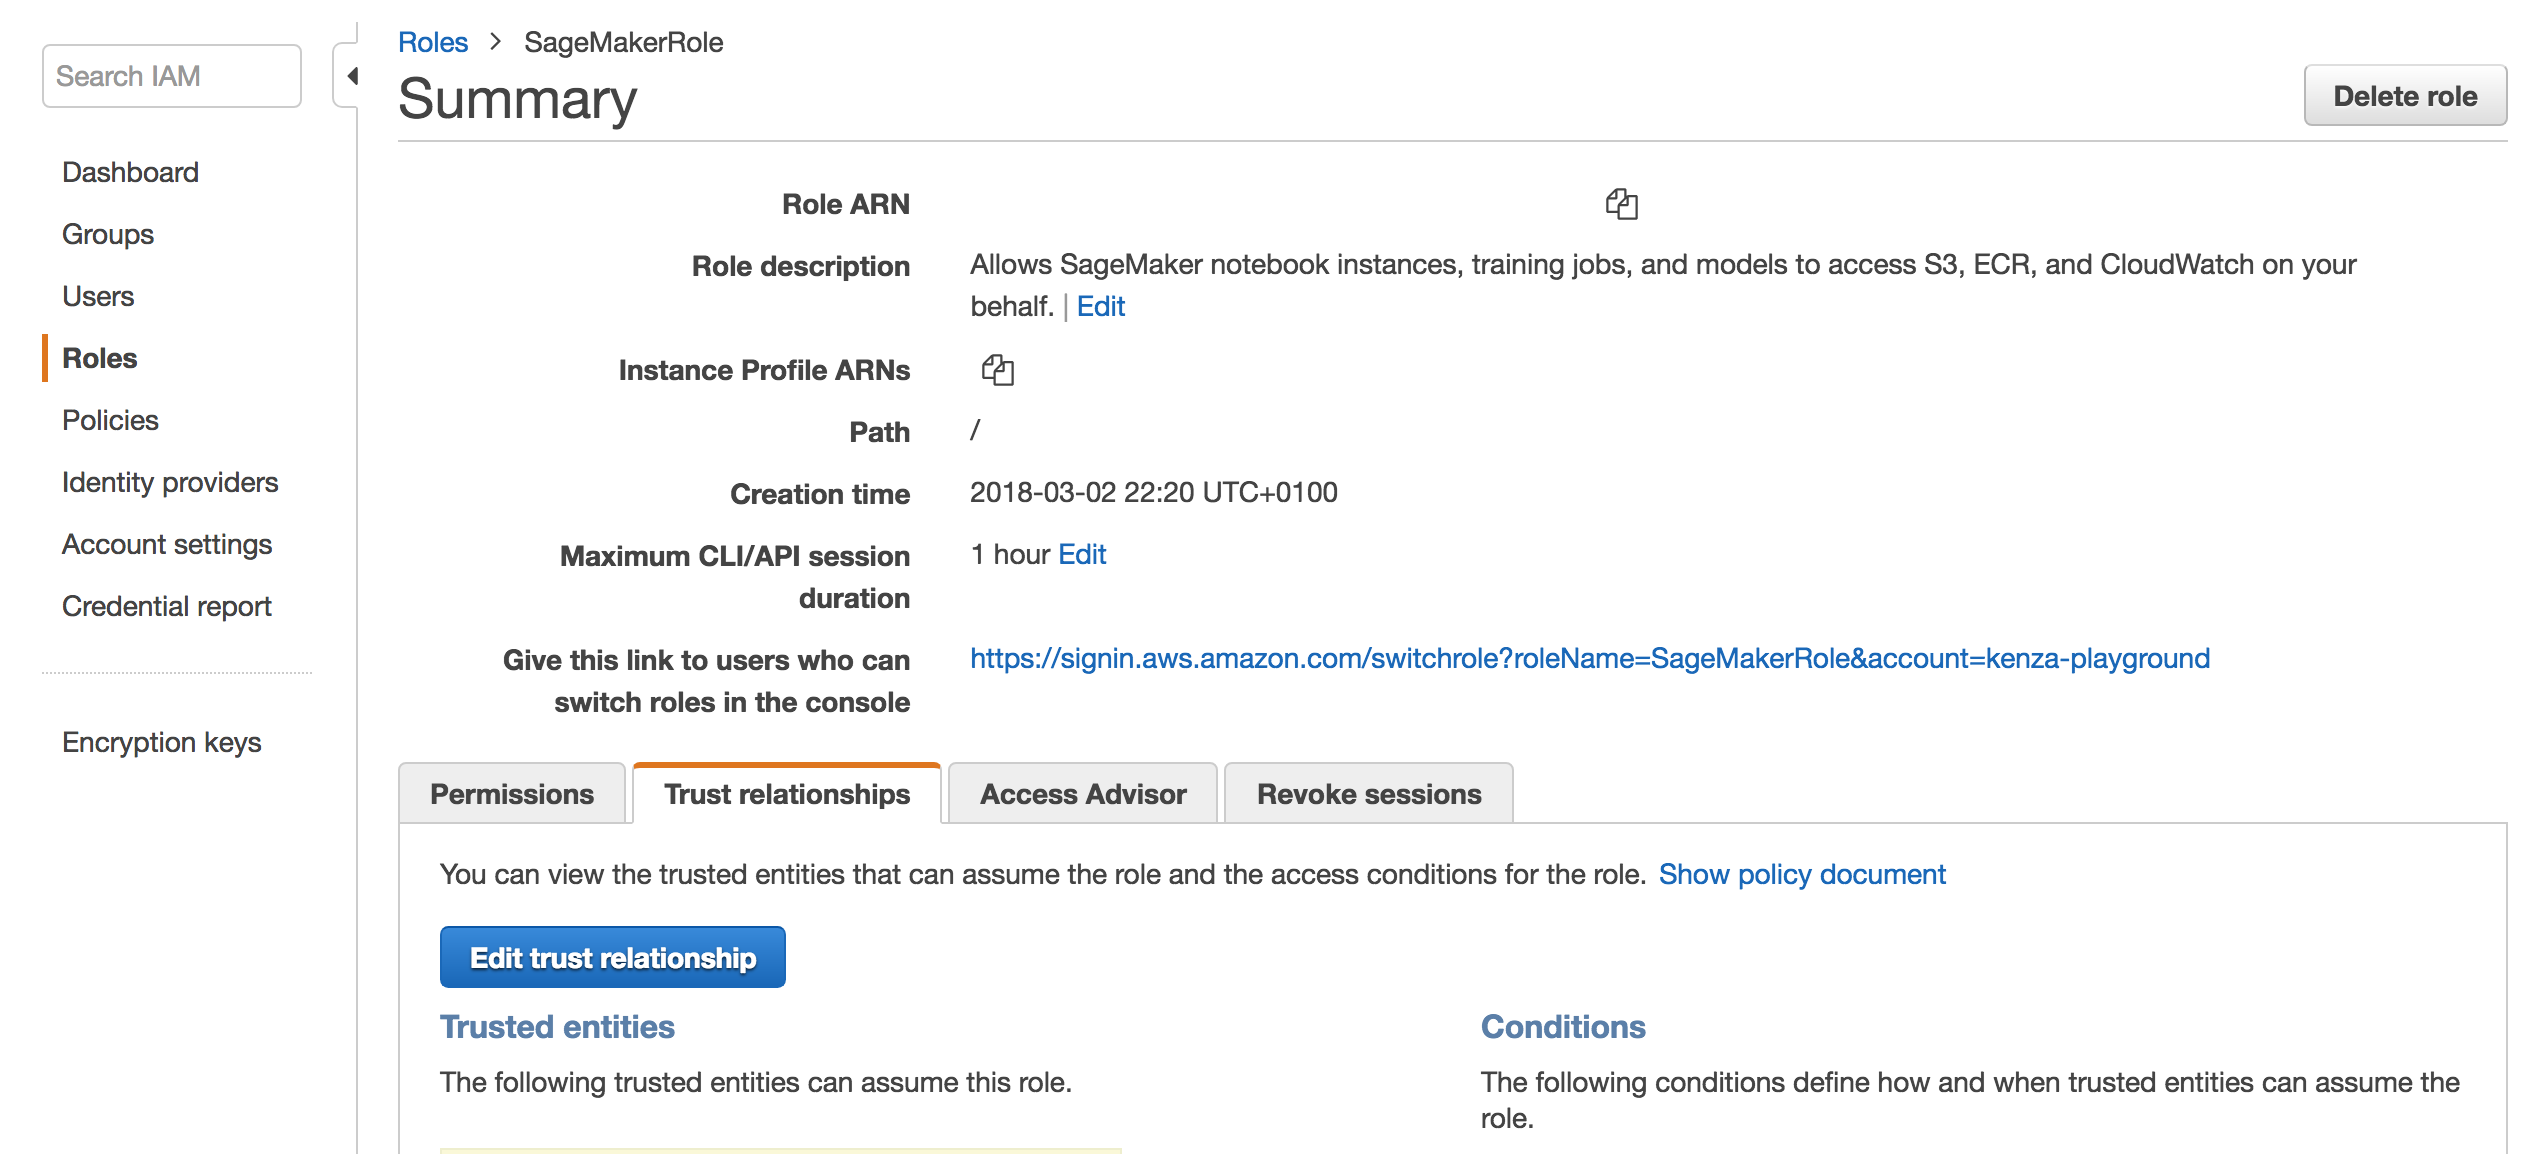 Search IAM
Dashboard
Groups
Users
Roles
Policies
Identity providers
Account settings
Credential report
Encryption keys
Roles > SageMakerRole
Summary
Delete role
Role ARN
Role description
Allows SageMaker notebook instances, training jobs, and models to access S3, ECR, and CloudWatch on your
behalf. | Edit
Instance Profile ARNs
Path
/
Creation time
2018-03-02 22:20 UTC+0100
Maximum CLI/API session
duration
1 hour Edit
Give this link to users who can
switch roles in the console
https://signin.aws.amazon.com/switchrole?roleName=SageMakerRole&account=kenza-playground
Permissions
Trust relationships
Access Advisor
Revoke sessions
You can view the trusted entities that can assume the role and the access conditions for the role. Show policy document
Edit trust relationship
Trusted entities
The following trusted entities can assume this role.
Conditions
The following conditions define how and when trusted entities can assume the
role.